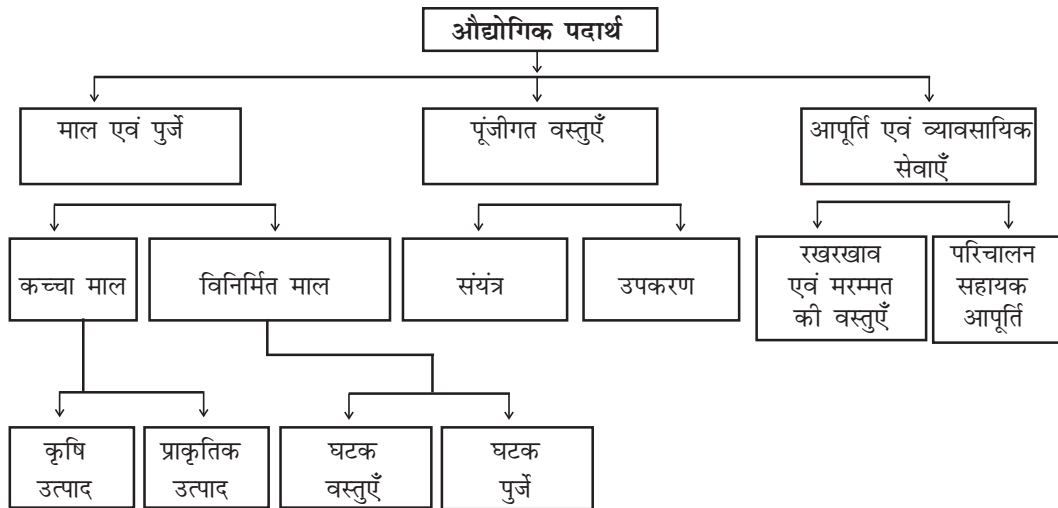 औद्योगिक पदार्थ
माल एवं पुर्जे
पूंजीगत वस्तुएँ
आपूर्ति एवं व्यावसायिक
सेवाएँ
कच्चा माल
विनिर्मित माल
संयंत्र
उपकरण
रखरखाव
एवं मरम्मत
की वस्तुएँ
परिचालन
सहायक
आपूर्ति
कृषि
उत्पाद
प्राकृतिक
उत्पाद
घटक
वस्तुएँ
घटक
पुर्जे